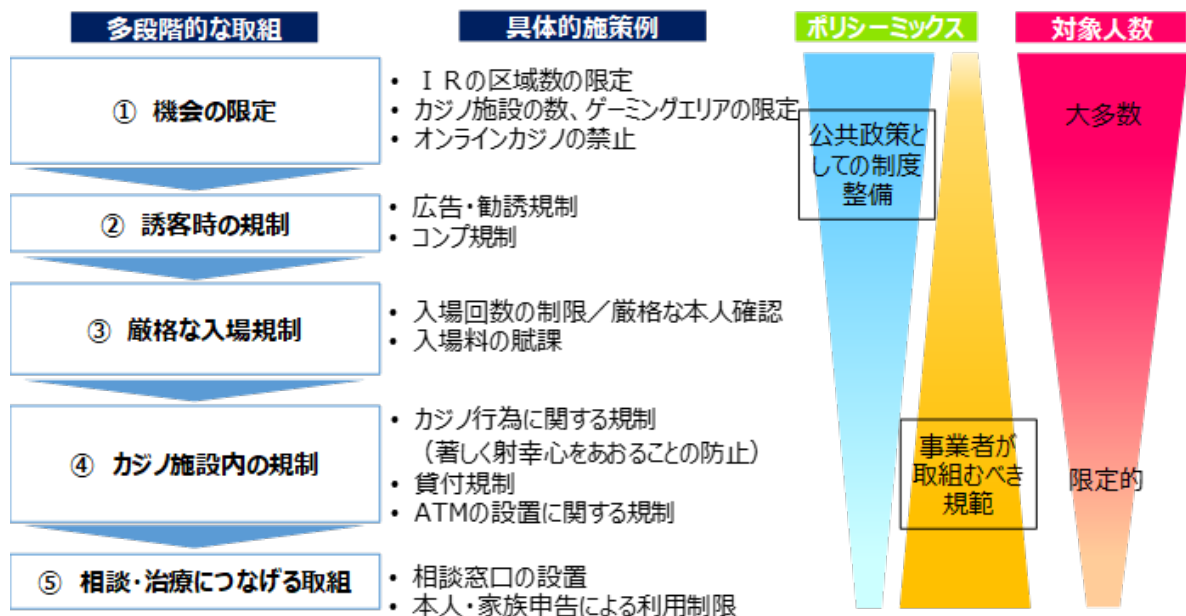 多段階的な取組
具体的施策例
ポリシーミックス
対象人数
① 機会の限定
• ＩＲの区域数の限定
• カジノ施設の数、ゲーミングエリアの限定
• オンラインカジノの禁止
② 誘客時の規制
• 広告・勧誘規制
• コンプ規制
③ 厳格な入場規制
• 入場回数の制限／厳格な本人確認
• 入場料の賦課
④ カジノ施設内の規制
• カジノ行為に関する規制
（著しく射幸心をあおることの防止）
• 貸付規制
• ATMの設置に関する規制
⑤ 相談・治療につなげる取組
• 相談窓口の設置
• 本人・家族申告による利用制限
公共政策と
しての制度
整備
事業者が
取組むべき
規範
大多数
限定的